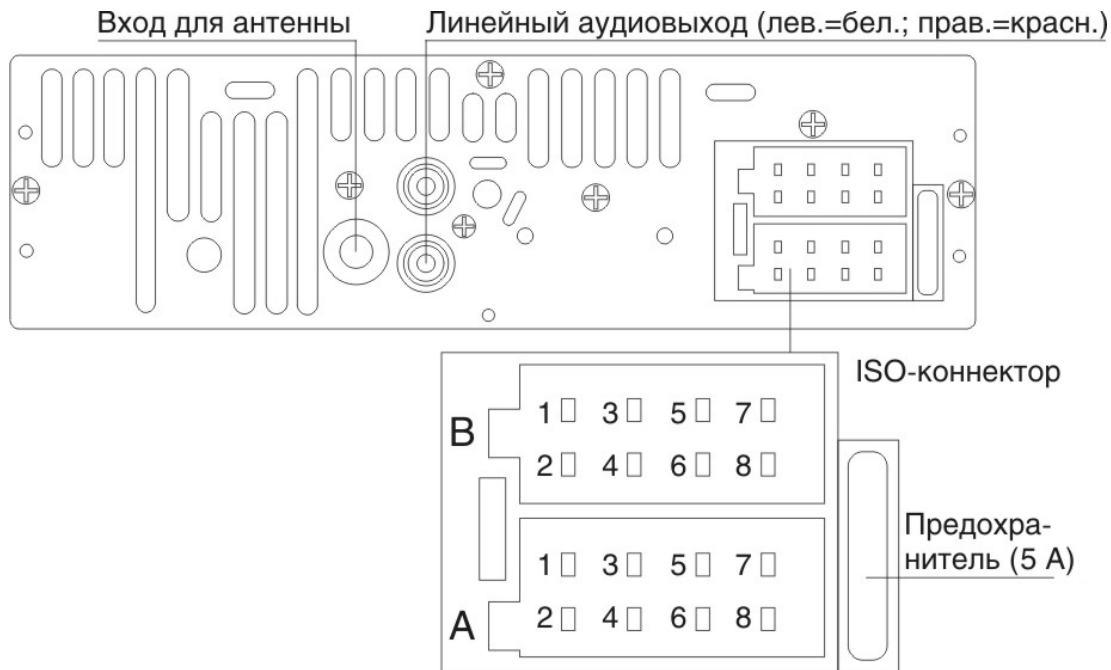 Вход для антенны
Линейный аудиовыход (лев.=бел.; прав.=красн.)
ISO-коннектор
B
1 3 5 7
2 4 6 8
A
1 3 5 7
2 4 6 8
Предохра-
нитель (5 А)